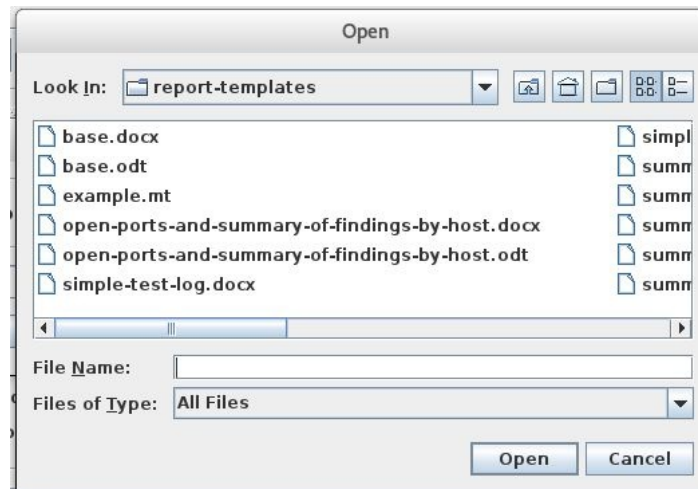 Open
Look In: report-templates
base.docx
base.odt
example.mt
open-ports-and-summary-of-findings-by-host.docx
open-ports-and-summary-of-findings-by-host.odt
simple-test-log.docx
simpl
summ
summ
summ
summ
summ
File Name:
Files of Type: All Files
Open Cancel